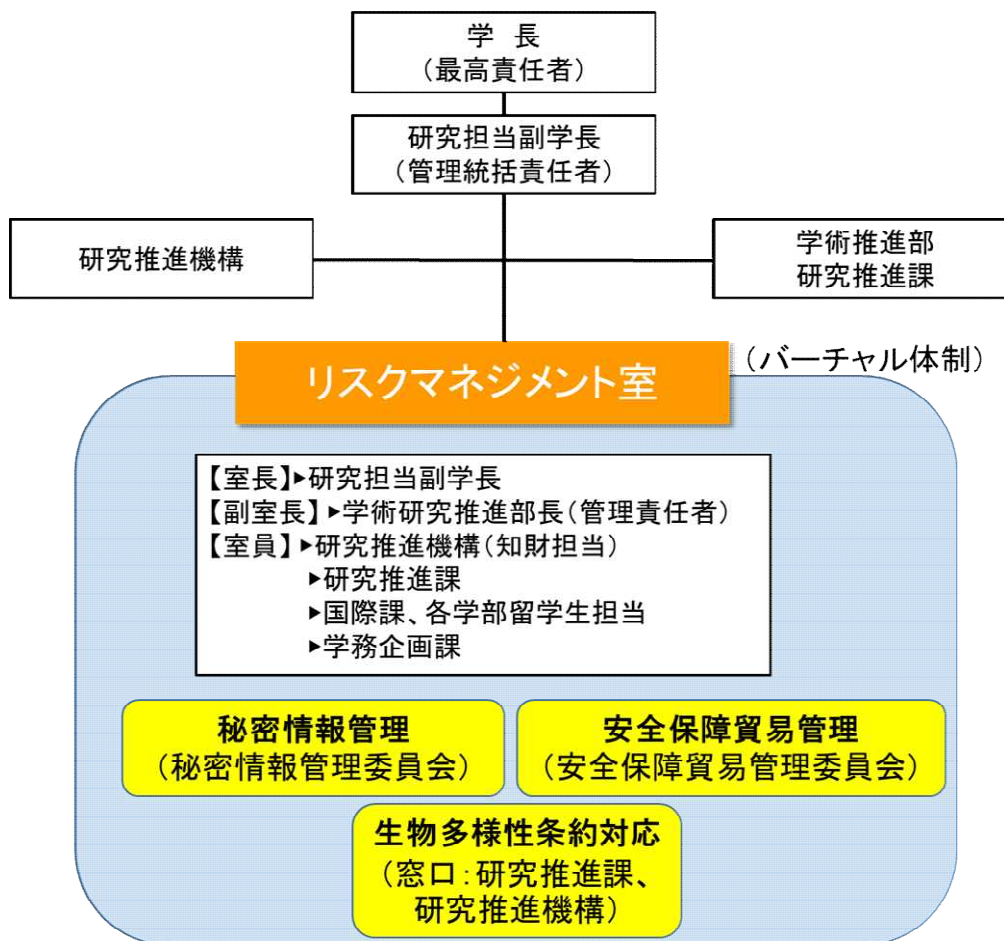 学 長
（最高責任者）
研究担当副学長
（管理統括責任者）
研究推進機構
学術推進部
研究推進課
リスクマネジメント室
（バーチャル体制）
【室長】▶研究担当副学長
【副室長】▶学術研究推進部長（管理責任者）
【室員】▶研究推進機構（知財担当）
▶研究推進課
▶国際課、各学部留学生担当
▶学務企画課
秘密情報管理
（秘密情報管理委員会）
安全保障貿易管理
（安全保障貿易管理委員会）
生物多様性条約対応
（窓口：研究推進課、
研究推進機構）